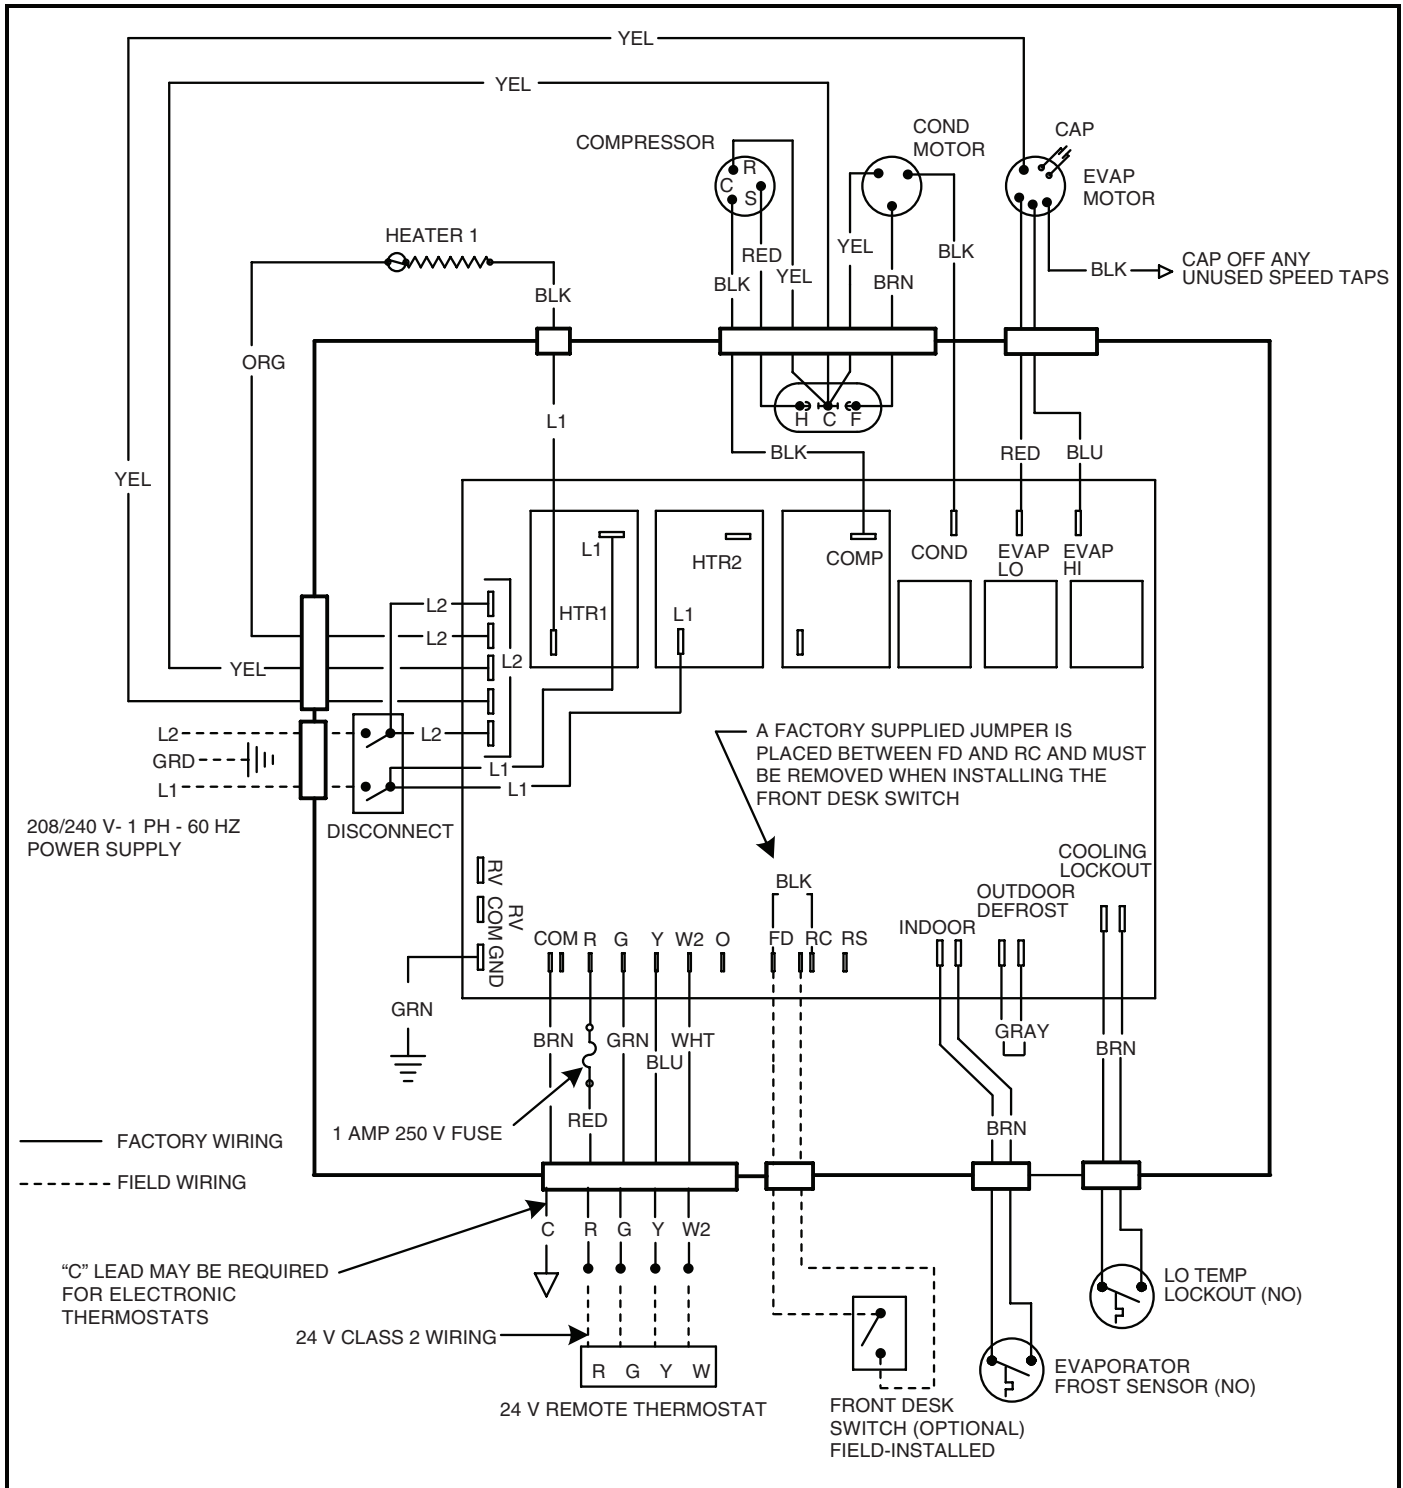 YEL
YEL
COMPRESSOR
R
C
S
COND
MOTOR
CAP
EVAP
MOTOR
HEATER 1
BLK
RED
BLK
YEL
YEL
BRN
BLK
BLK
CAP OFF ANY
UNUSED SPEED TAPS
ORG
L1
H C F
BLK
RED
BLU
YEL
L1
HTR1
HTR2
L1
COMP
COND
EVAP
LO
EVAP
HI
L2
L2
L2
YEL
L2
L1
L1
L2
GRD
L1
208/240 V- 1 PH - 60 HZ
POWER SUPPLY
DISCONNECT
A FACTORY SUPPLIED JUMPER IS
PLACED BETWEEN FD AND RC AND MUST
BE REMOVED WHEN INSTALLING THE
FRONT DESK SWITCH
RV
RV
COM
GND
COM R G Y W2 O
BLK
FD RC RS
INDOOR
OUTDOOR
DEFROST
COOLING
LOCKOUT
GRN
BRN
GRN
BLU
WHT
RED
GRAY
BRN
BRN
1 AMP 250 V FUSE
FACTORY WIRING
FIELD WIRING
C R G Y W2
“C” LEAD MAY BE REQUIRED
FOR ELECTRONIC
THERMOSTATS
24 V CLASS 2 WIRING
R G Y W
24 V REMOTE THERMOSTAT
FRONT DESK
SWITCH (OPTIONAL)
FIELD-INSTALLED
LO TEMP
LOCKOUT (NO)
EVAPORATOR
FROST SENSOR (NO)